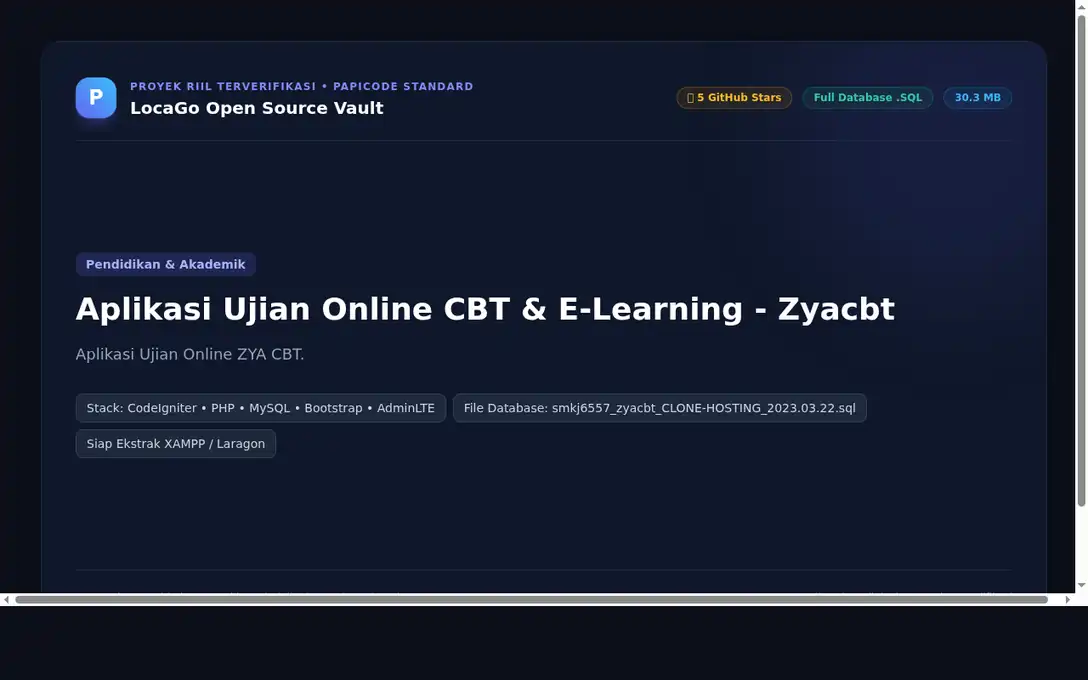 P
PROYEK RIIL TERVERIFIKASI • PAPICODE STANDARD
LocaGo Open Source Vault
5 GitHub Stars
Full Database .SQL
30.3 MB
Pendidikan & Akademik
Aplikasi Ujian Online CBT & E-Learning - Zyacbt
Aplikasi Ujian Online ZYA CBT.
Stack: CodeIgniter • PHP • MySQL • Bootstrap • AdminLTE
File Database: smkj6557_zyacbt_CLONE-HOSTING_2023.03.22.sql
Siap Ekstrak XAMPP / Laragon